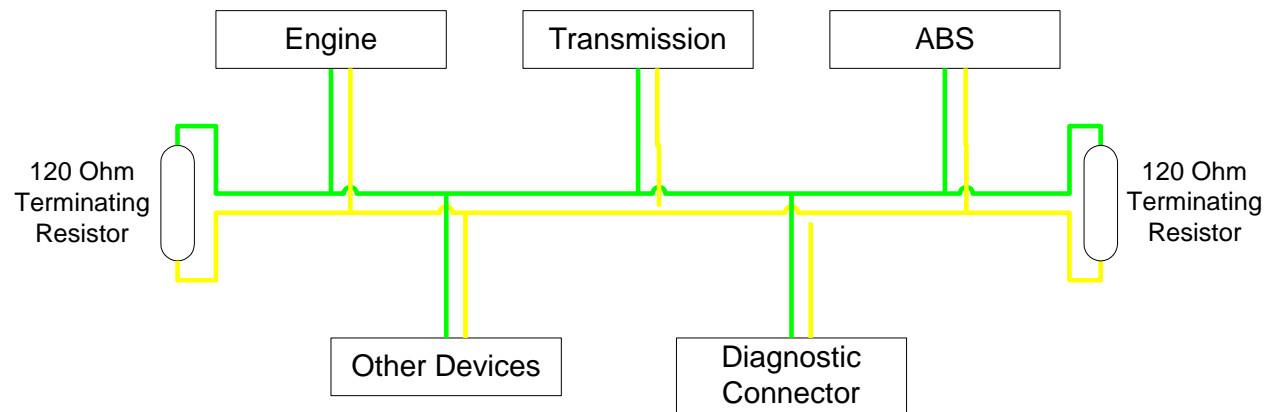 Engine
Transmission
ABS
120 Ohm
Terminating
Resistor
120 Ohm
Terminating
Resistor
Other Devices
Diagnostic
Connector